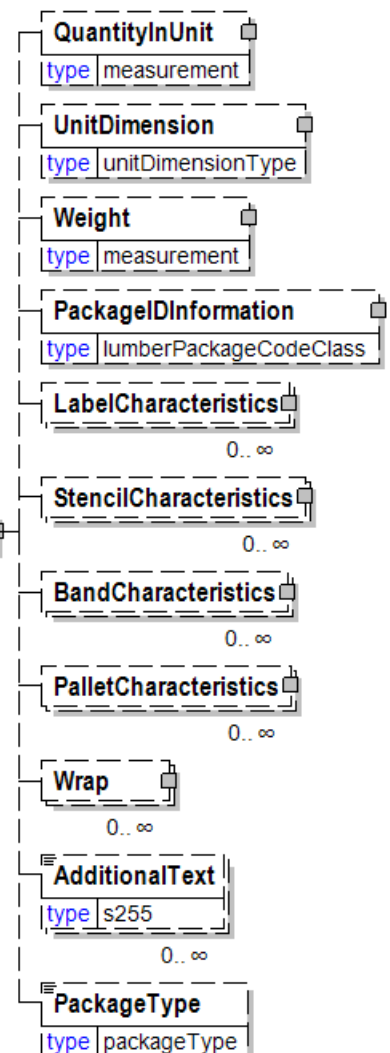 QuantityInUnit
type measurement
UnitDimension
type unitDimensionType
Weight
type measurement
PackageIDInformation
type lumberPackageCodeClass
LabelCharacteristics
0.. ∞
StencilCharacteristics
0.. ∞
BandCharacteristics
0.. ∞
PalletCharacteristics
0.. ∞
Wrap
0.. ∞
AdditionalText
type s255
0.. ∞
PackageType
type packageType